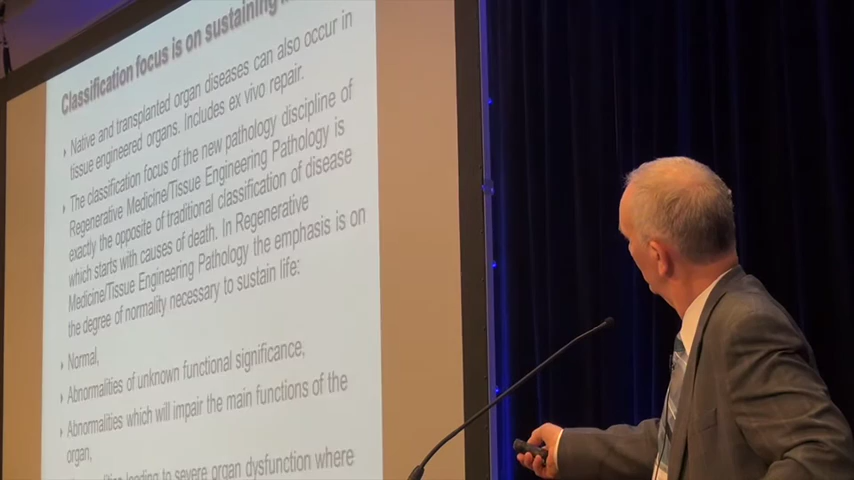 Classification focus is on sustaining
• Native and transplanted organ diseases can also occur in
tissue engineered organs. Includes ex vivo repair.
• The classification focus of the new pathology discipline of
Regenerative Medicine/Tissue Engineering Pathology is
exactly the opposite of traditional classification of disease
which starts with causes of death. In Regenerative
Medicine/Tissue Engineering Pathology the emphasis is on
the degree of normality necessary to sustain life:
• Normal,
• Abnormalities of unknown functional significance,
• Abnormalities which will impair the main functions of the
organ,
leading to severe organ dysfunction where